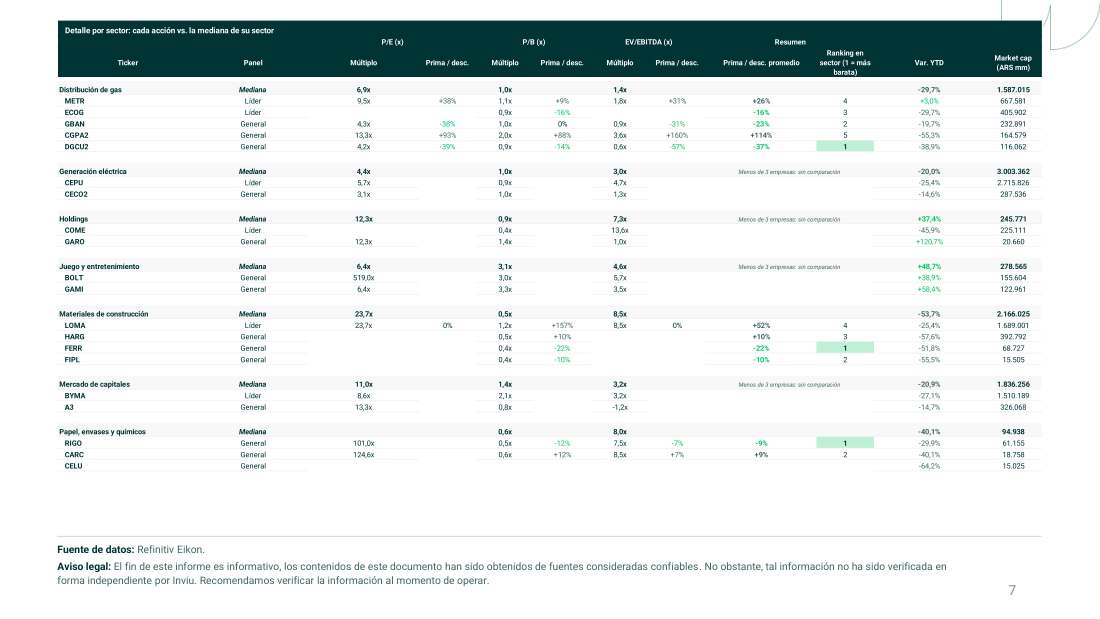 Detalle por sector: cada acción vs. la mediana de su sector
P/E (x) P/B (x) EV/EBITDA (x) Resumen
Ticker Panel Múltiplo Prima / desc. Múltiplo Prima / desc. Múltiplo Prima / desc. Prima / desc. promedio Ranking en sector (1 = más barata) Var. YTD Market cap (ARS mm)
Distribución de gas Mediana 6,9x 1,0x 1,4x -29,7% 1.587.015
METR Líder 9,5x +38% 1,1x +9% 1,8x +31% +26% 4 +3,0% 667.581
ECOG Líder 0,9x -16% -16% 3 -29,7% 405.902
GBAN General 4,3x -38% 1,0x 0% 0,9x -31% -23% 2 -19,7% 232.891
CGPA2 General 13,3x +93% 2,0x +88% 3,6x +160% +114% 5 -55,3% 164.579
DGCU2 General 4,2x -39% 0,9x -14% 0,6x -57% -37% 1 -38,9% 116.062
Generación eléctrica Mediana 4,4x 1,0x 3,0x Menos de 3 empresas: sin comparación -20,0% 3.003.362
CEPU Líder 5,7x 0,9x 4,7x -25,4% 2.715.826
CECO2 General 3,1x 1,0x 1,3x -14,6% 287.536
Holdings Mediana 12,3x 0,9x 7,3x Menos de 3 empresas: sin comparación +37,4% 245.771
COME Líder 0,4x 13,6x -45,9% 225.111
GARO General 12,3x 1,4x 1,0x +120,7% 20.660
Juego y entretenimiento Mediana 6,4x 3,1x 4,6x Menos de 3 empresas: sin comparación +48,7% 278.565
BOLT General 519,0x 3,0x 5,7x +38,9% 155.604
GAMI General 6,4x 3,3x 3,5x +58,4% 122.961
Materiales de construcción Mediana 23,7x 0,5x 8,5x -53,7% 2.166.025
LOMA Líder 23,7x 0% 1,2x +157% 8,5x 0% +52% 4 -25,4% 1.689.001
HARG General 0,5x +10% +10% 3 -57,6% 392.792
FERR General 0,4x -22% -22% 1 -51,8% 68.727
FIPL General 0,4x -10% -10% 2 -55,5% 15.505
Mercado de capitales Mediana 11,0x 1,4x 3,2x Menos de 3 empresas: sin comparación -20,9% 1.836.256
BYMA Líder 8,6x 2,1x 3,2x -27,1% 1.510.189
A3 General 13,3x 0,8x -1,2x -14,7% 326.068
Papel, envases y químicos Mediana 0,6x 8,0x -40,1% 94.938
RIGO General 101,0x 0,5x -12% 7,5x -7% -9% 1 -29,9% 61.155
CARC General 124,6x 0,6x +12% 8,5x +7% +9% 2 -40,1% 18.758
CELU General -64,2% 15.025
Fuente de datos: Refinitiv Eikon.
Aviso legal: El fin de este informe es informativo, los contenidos de este documento han sido obtenidos de fuentes consideradas confiables. No obstante, tal información no ha sido verificada en
forma independiente por Inviu. Recomendamos verificar la información al momento de operar.
7